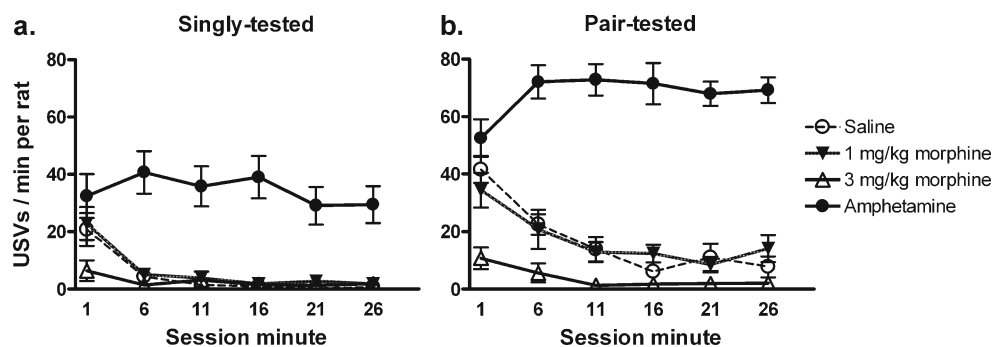 a. Singly-tested
b. Pair-tested
USVs / min per rat
80
60
40
20
0
1 6 11 16 21 26
Session minute
80
60
40
20
0
1 6 11 16 21 26
Session minute
Saline
1 mg/kg morphine
3 mg/kg morphine
Amphetamine